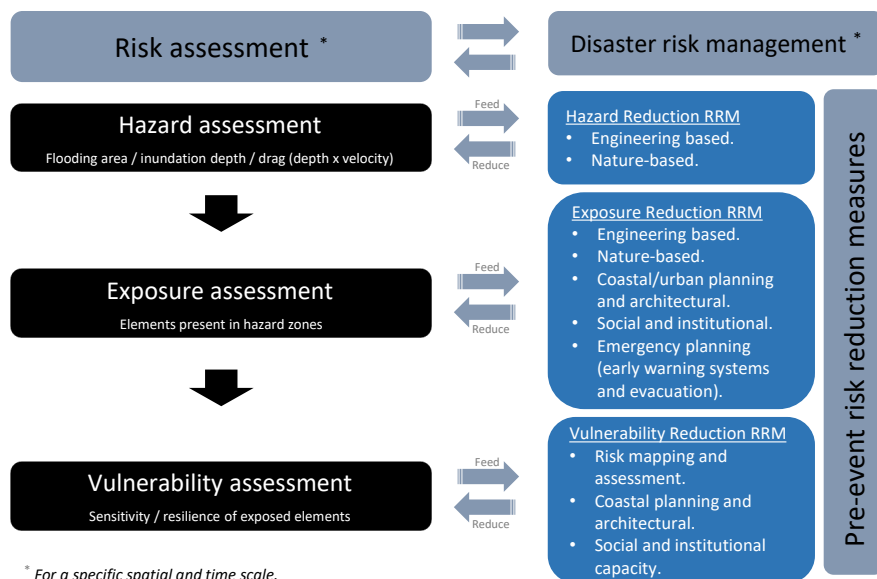 Risk assessment *
Disaster risk management *
Hazard assessment
Flooding area / inundation depth / drag (depth x velocity)
Feed
Reduce
Hazard Reduction RRM
• Engineering based.
• Nature-based.
Exposure assessment
Elements present in hazard zones
Feed
Reduce
Exposure Reduction RRM
• Engineering based.
• Nature-based.
• Coastal/urban planning
and architectural.
• Social and institutional.
• Emergency planning
(early warning systems
and evacuation).
Vulnerability assessment
Sensitivity / resilience of exposed elements
Feed
Reduce
Vulnerability Reduction RRM
• Risk mapping and
assessment.
• Coastal planning and
architectural.
• Social and institutional
capacity.
Pre-event risk reduction measures
* For a specific spatial and time scale.